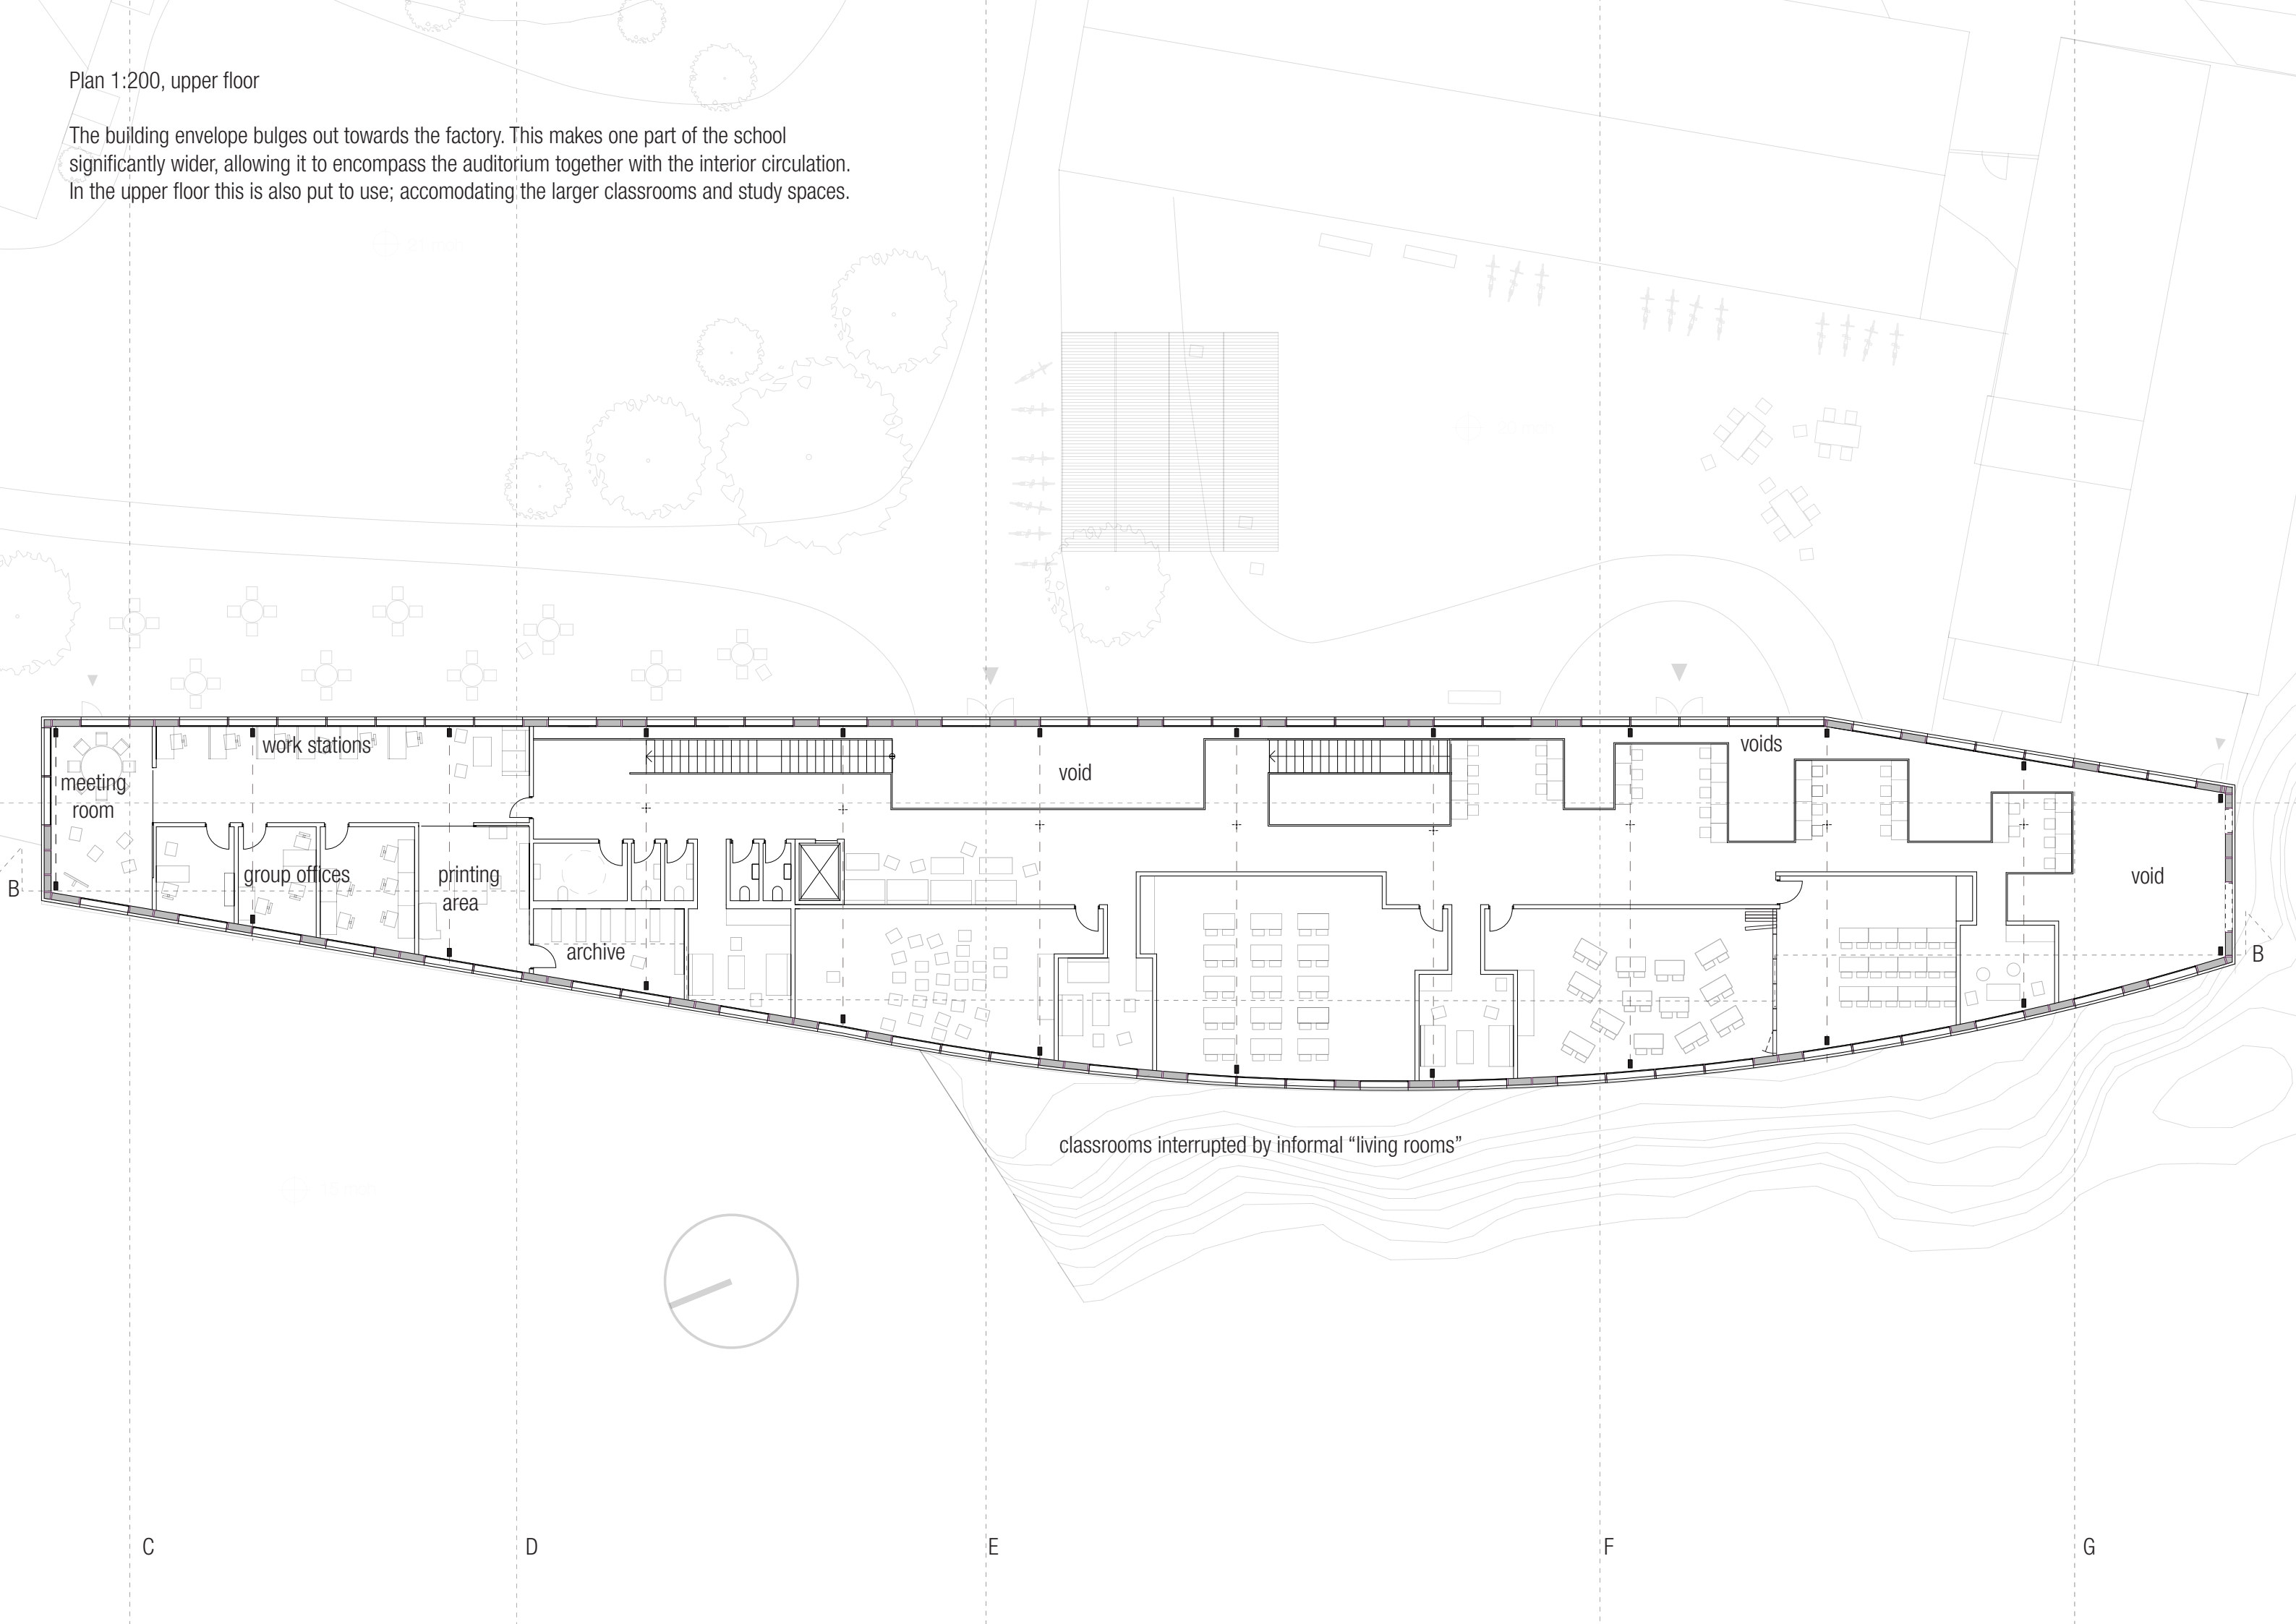 Plan 1:200, upper floor
The building envelope bulges out towards the factory. This makes one part of the school
significantly wider, allowing it to encompass the auditorium together with the interior circulation.
In the upper floor this is also put to use; accomodating the larger classrooms and study spaces.
work stations
meeting
room
void
voids
group offices
printing
area
void
B
archive
B
classrooms interrupted by informal “living rooms”
C
D
E
F
G